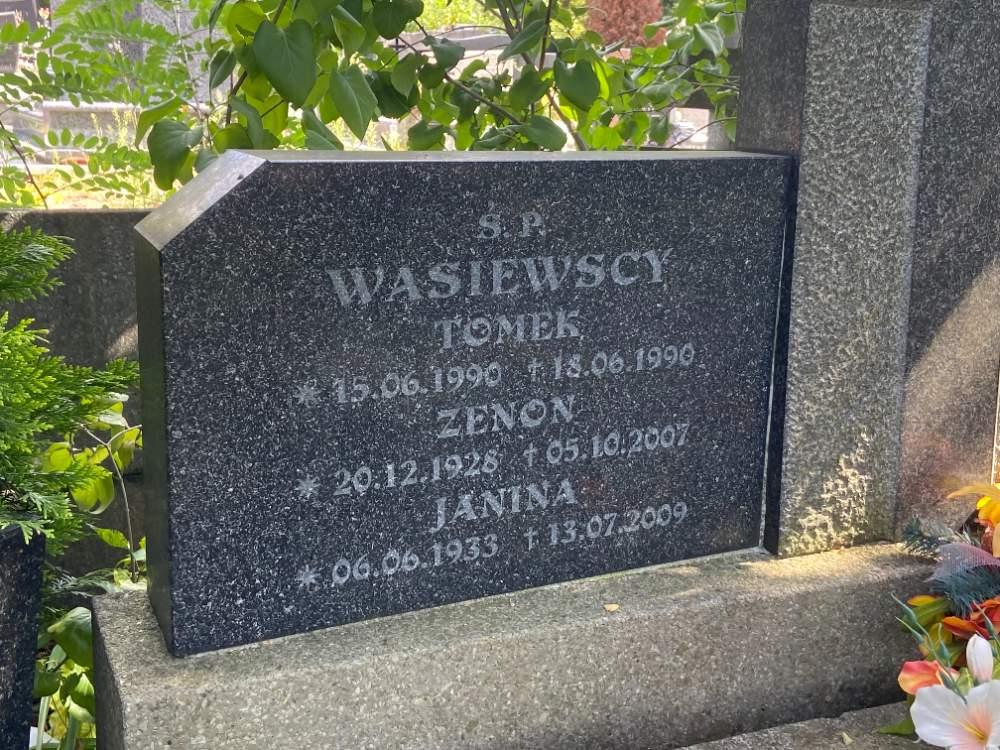 Ś. P.
WASIEWSCY
TOMEK
* 15.06.1990 † 18.06.1990
ZENON
* 20.12.1928 † 05.10.2007
JANINA
* 06.06.1933 † 13.07.2009